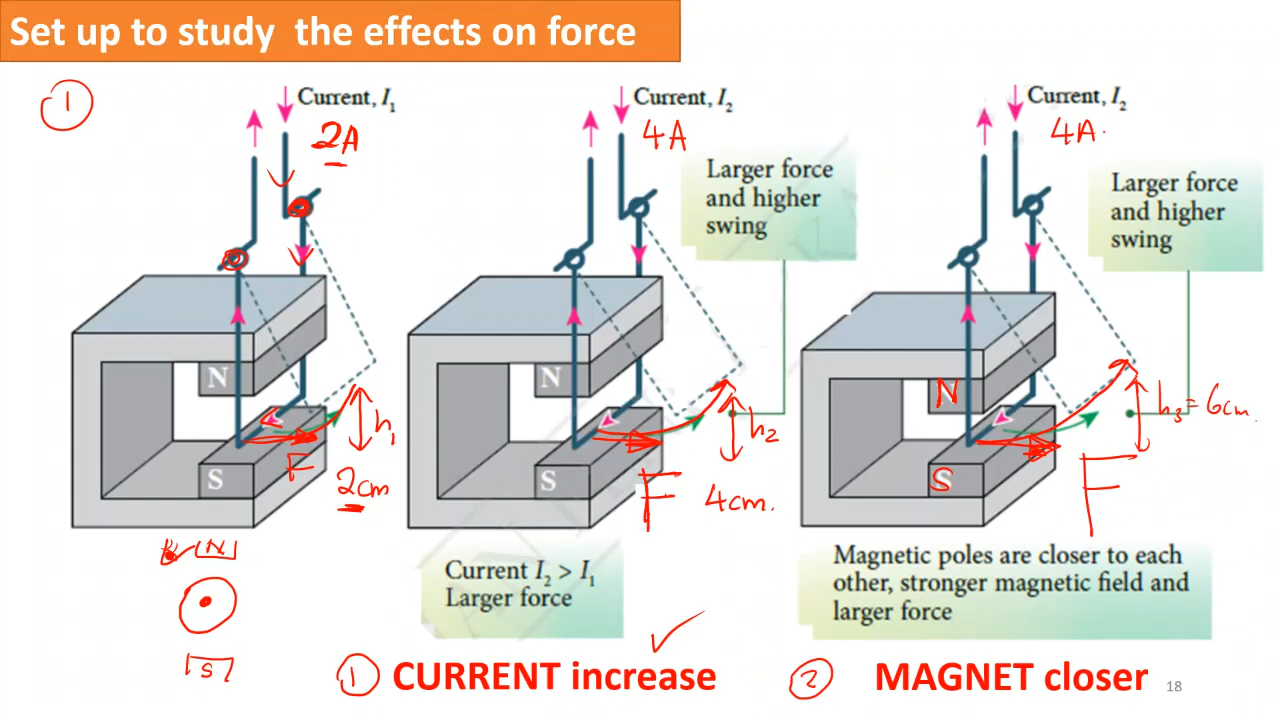 Set up to study the effects on force
1
Current, I₁
2A
N
S
F
h₁
2cm
N
S
Current, I₂
4A
Larger force
and higher
swing
N
S
F
h₂
4cm.
Current I₂ > I₁
Larger force
Current, I₂
4A.
Larger force
and higher
swing
N
S
F
h₃ = 6cm.
Magnetic poles are closer to each
other, stronger magnetic field and
larger force
1 CURRENT increase
2 MAGNET closer
18